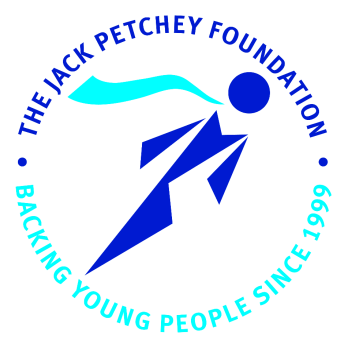 THE JACK PETCHEY FOUNDATION
BACKING YOUNG PEOPLE SINCE 1999